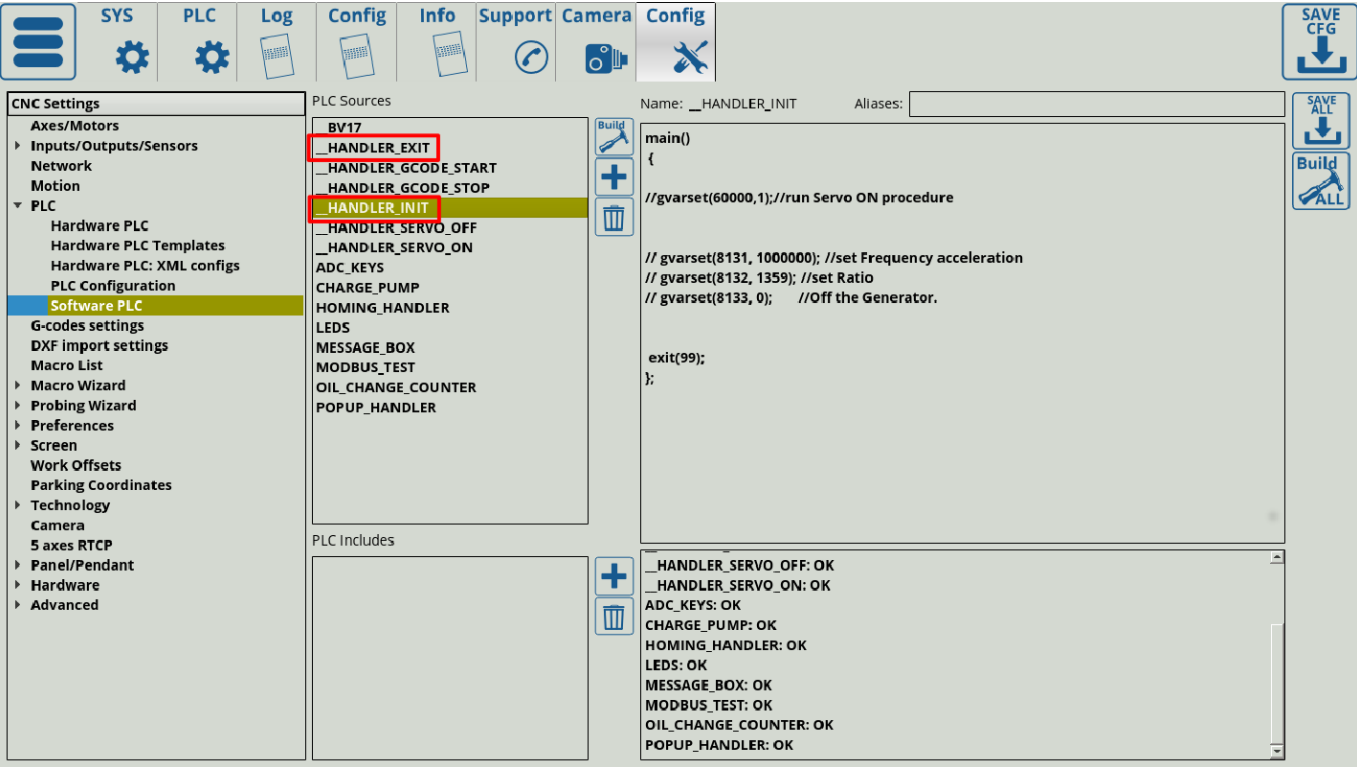 SYS PLC Log Config Info Support Camera Config
SAVE CFG
CNC Settings
Axes/Motors
Inputs/Outputs/Sensors
Network
Motion
PLC
Hardware PLC
Hardware PLC Templates
Hardware PLC: XML configs
PLC Configuration
Software PLC
G-codes settings
DXF import settings
Macro List
Macro Wizard
Probing Wizard
Preferences
Screen
Work Offsets
Parking Coordinates
Technology
Camera
5 axes RTCP
Panel/Pendant
Hardware
Advanced
PLC Sources
__BV17
__HANDLER_EXIT
__HANDLER_GCODE_START
__HANDLER_GCODE_STOP
__HANDLER_INIT
__HANDLER_SERVO_OFF
__HANDLER_SERVO_ON
ADC_KEYS
CHARGE_PUMP
HOMING_HANDLER
LEDS
MESSAGE_BOX
MODBUS_TEST
OIL_CHANGE_COUNTER
POPUP_HANDLER
Build
PLC Includes
Name: __HANDLER_INIT Aliases:
main()
{
//gvarset(60000,1);//run Servo ON procedure
// gvarset(8131, 1000000); //set Frequency acceleration
// gvarset(8132, 1359); //set Ratio
// gvarset(8133, 0); //Off the Generator.
exit(99);
};
__HANDLER_SERVO_OFF: OK
__HANDLER_SERVO_ON: OK
ADC_KEYS: OK
CHARGE_PUMP: OK
HOMING_HANDLER: OK
LEDS: OK
MESSAGE_BOX: OK
MODBUS_TEST: OK
OIL_CHANGE_COUNTER: OK
POPUP_HANDLER: OK
SAVE
ALL
Build
ALL